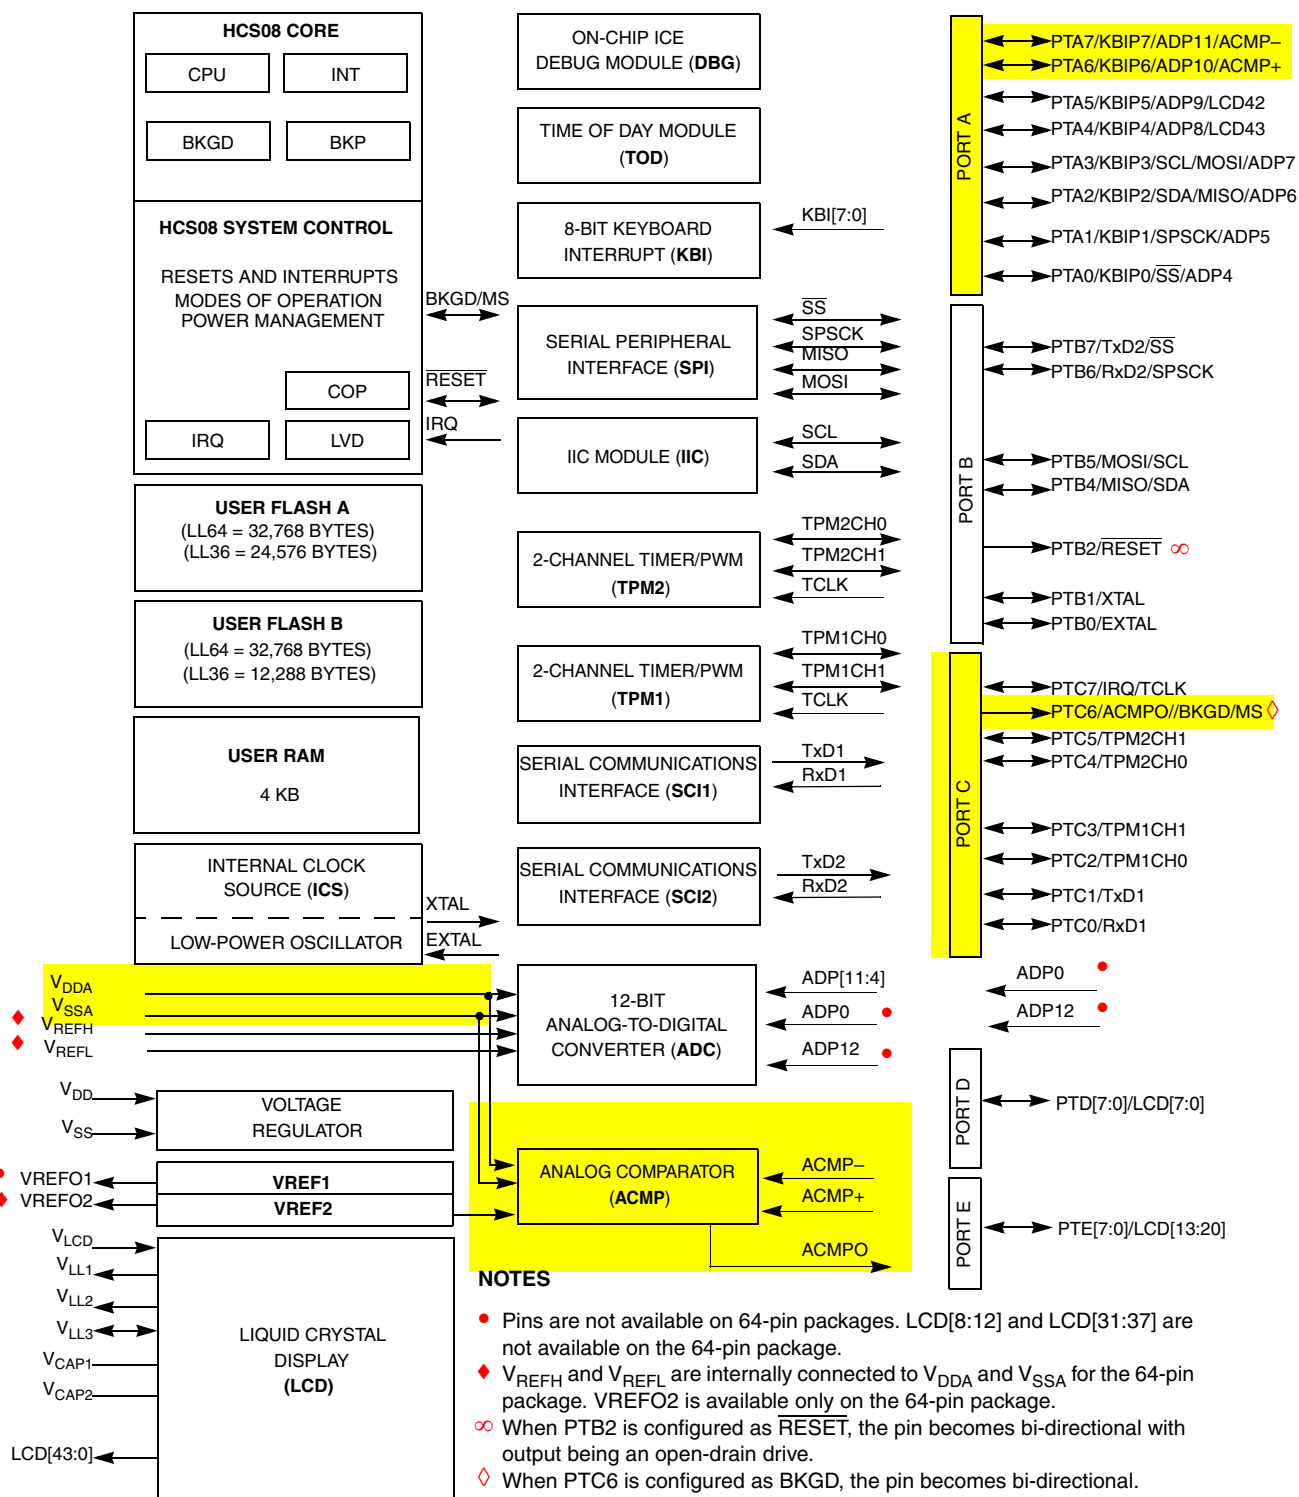 HCS08 CORE
CPU
INT
BKGD
BKP
HCS08 SYSTEM CONTROL
RESETS AND INTERRUPTS
MODES OF OPERATION
POWER MANAGEMENT
COP
IRQ
LVD
BKGD/MS
RESET
IRQ
USER FLASH A
(LL64 = 32,768 BYTES)
(LL36 = 24,576 BYTES)
USER FLASH B
(LL64 = 32,768 BYTES)
(LL36 = 12,288 BYTES)
USER RAM
4 KB
INTERNAL CLOCK
SOURCE (ICS)
LOW-POWER OSCILLATOR
XTAL
EXTAL
VDDA
VSSA
♦ VREFH
♦ VREFL
VDD
VSS
VOLTAGE
REGULATOR
• VREFO1
♦ VREFO2
VREF1
VREF2
VLCD
VLL1
VLL2
VLL3
VCAP1
VCAP2
LCD[43:0]
LIQUID CRYSTAL
DISPLAY
(LCD)
ON-CHIP ICE
DEBUG MODULE (DBG)
TIME OF DAY MODULE
(TOD)
8-BIT KEYBOARD
INTERRUPT (KBI)
KBI[7:0]
SERIAL PERIPHERAL
INTERFACE (SPI)
SS
SPSCK
MISO
MOSI
IIC MODULE (IIC)
SCL
SDA
2-CHANNEL TIMER/PWM
(TPM2)
TPM2CH0
TPM2CH1
TCLK
2-CHANNEL TIMER/PWM
(TPM1)
TPM1CH0
TPM1CH1
TCLK
SERIAL COMMUNICATIONS
INTERFACE (SCI1)
TxD1
RxD1
SERIAL COMMUNICATIONS
INTERFACE (SCI2)
TxD2
RxD2
12-BIT
ANALOG-TO-DIGITAL
CONVERTER (ADC)
ADP[11:4]
ADP0 •
ADP12 •
ANALOG COMPARATOR
(ACMP)
ACMP–
ACMP+
ACMPO
PORT A
PTA7/KBIP7/ADP11/ACMP–
PTA6/KBIP6/ADP10/ACMP+
PTA5/KBIP5/ADP9/LCD42
PTA4/KBIP4/ADP8/LCD43
PTA3/KBIP3/SCL/MOSI/ADP7
PTA2/KBIP2/SDA/MISO/ADP6
PTA1/KBIP1/SPSCK/ADP5
PTA0/KBIP0/SS/ADP4
PORT B
PTB7/TxD2/SS
PTB6/RxD2/SPSCK
PTB5/MOSI/SCL
PTB4/MISO/SDA
PTB2/RESET ∞
PTB1/XTAL
PTB0/EXTAL
PORT C
PTC7/IRQ/TCLK
PTC6/ACMPO//BKGD/MS ◊
PTC5/TPM2CH1
PTC4/TPM2CH0
PTC3/TPM1CH1
PTC2/TPM1CH0
PTC1/TxD1
PTC0/RxD1
ADP0 •
ADP12 •
PORT D
PTD[7:0]/LCD[7:0]
PORT E
PTE[7:0]/LCD[13:20]
NOTES
• Pins are not available on 64-pin packages. LCD[8:12] and LCD[31:37] are
not available on the 64-pin package.
♦ VREFH and VREFL are internally connected to VDDA and VSSA for the 64-pin
package. VREFO2 is available only on the 64-pin package.
∞ When PTB2 is configured as RESET, the pin becomes bi-directional with
output being an open-drain drive.
◊ When PTC6 is configured as BKGD, the pin becomes bi-directional.